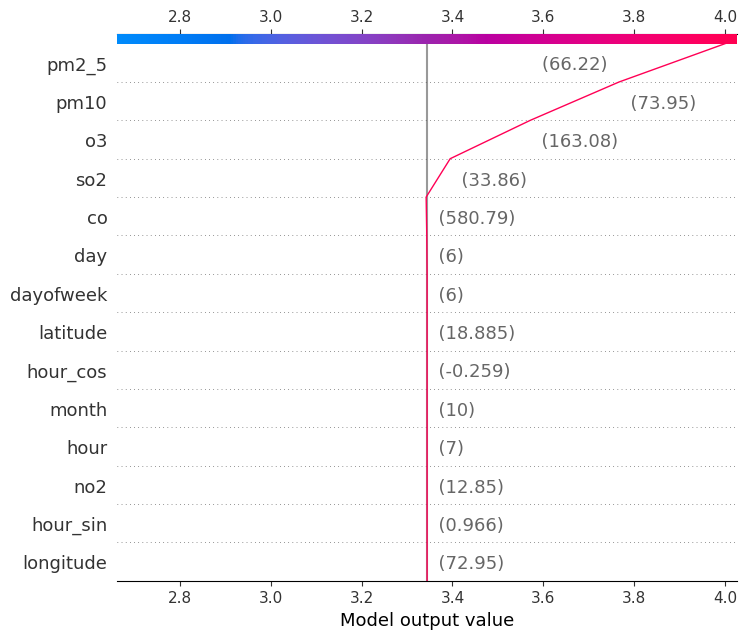 2.8 3.0 3.2 3.4 3.6 3.8 4.0
pm2_5 (66.22)
pm10 (73.95)
o3 (163.08)
so2 (33.86)
co (580.79)
day (6)
dayofweek (6)
latitude (18.885)
hour_cos (-0.259)
month (10)
hour (7)
no2 (12.85)
hour_sin (0.966)
longitude (72.95)
2.8 3.0 3.2 3.4 3.6 3.8 4.0
Model output value